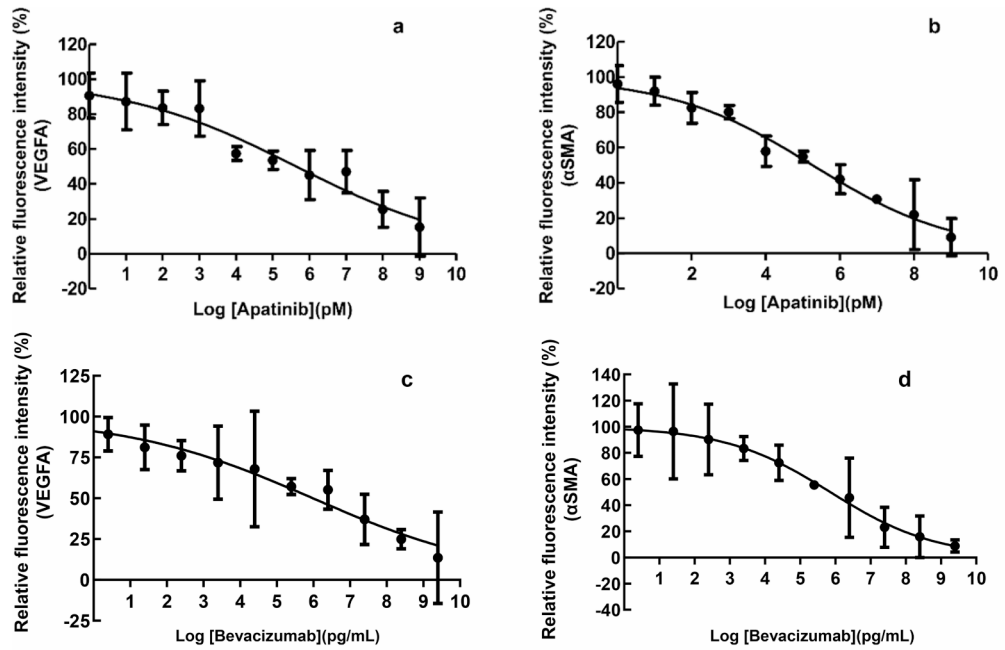 a
Relative fluorescence intensity (%)
(VEGFA)
120
100
80
60
40
20
0
-20
1 2 3 4 5 6 7 8 9 10
Log [Apatinib](pM)
b
Relative fluorescence intensity (%)
(αSMA)
120
100
80
60
40
20
0
-20
2 4 6 8 10
Log [Apatinib](pM)
c
Relative fluorescence intensity (%)
(VEGFA)
125
100
75
50
25
0
-25
1 2 3 4 5 6 7 8 9 10
Log [Bevacizumab](pg/mL)
d
Relative fluorescence intensity (%)
(αSMA)
140
120
100
80
60
40
20
0
-20
-40
1 2 3 4 5 6 7 8 9 10
Log [Bevacizumab](pg/mL)